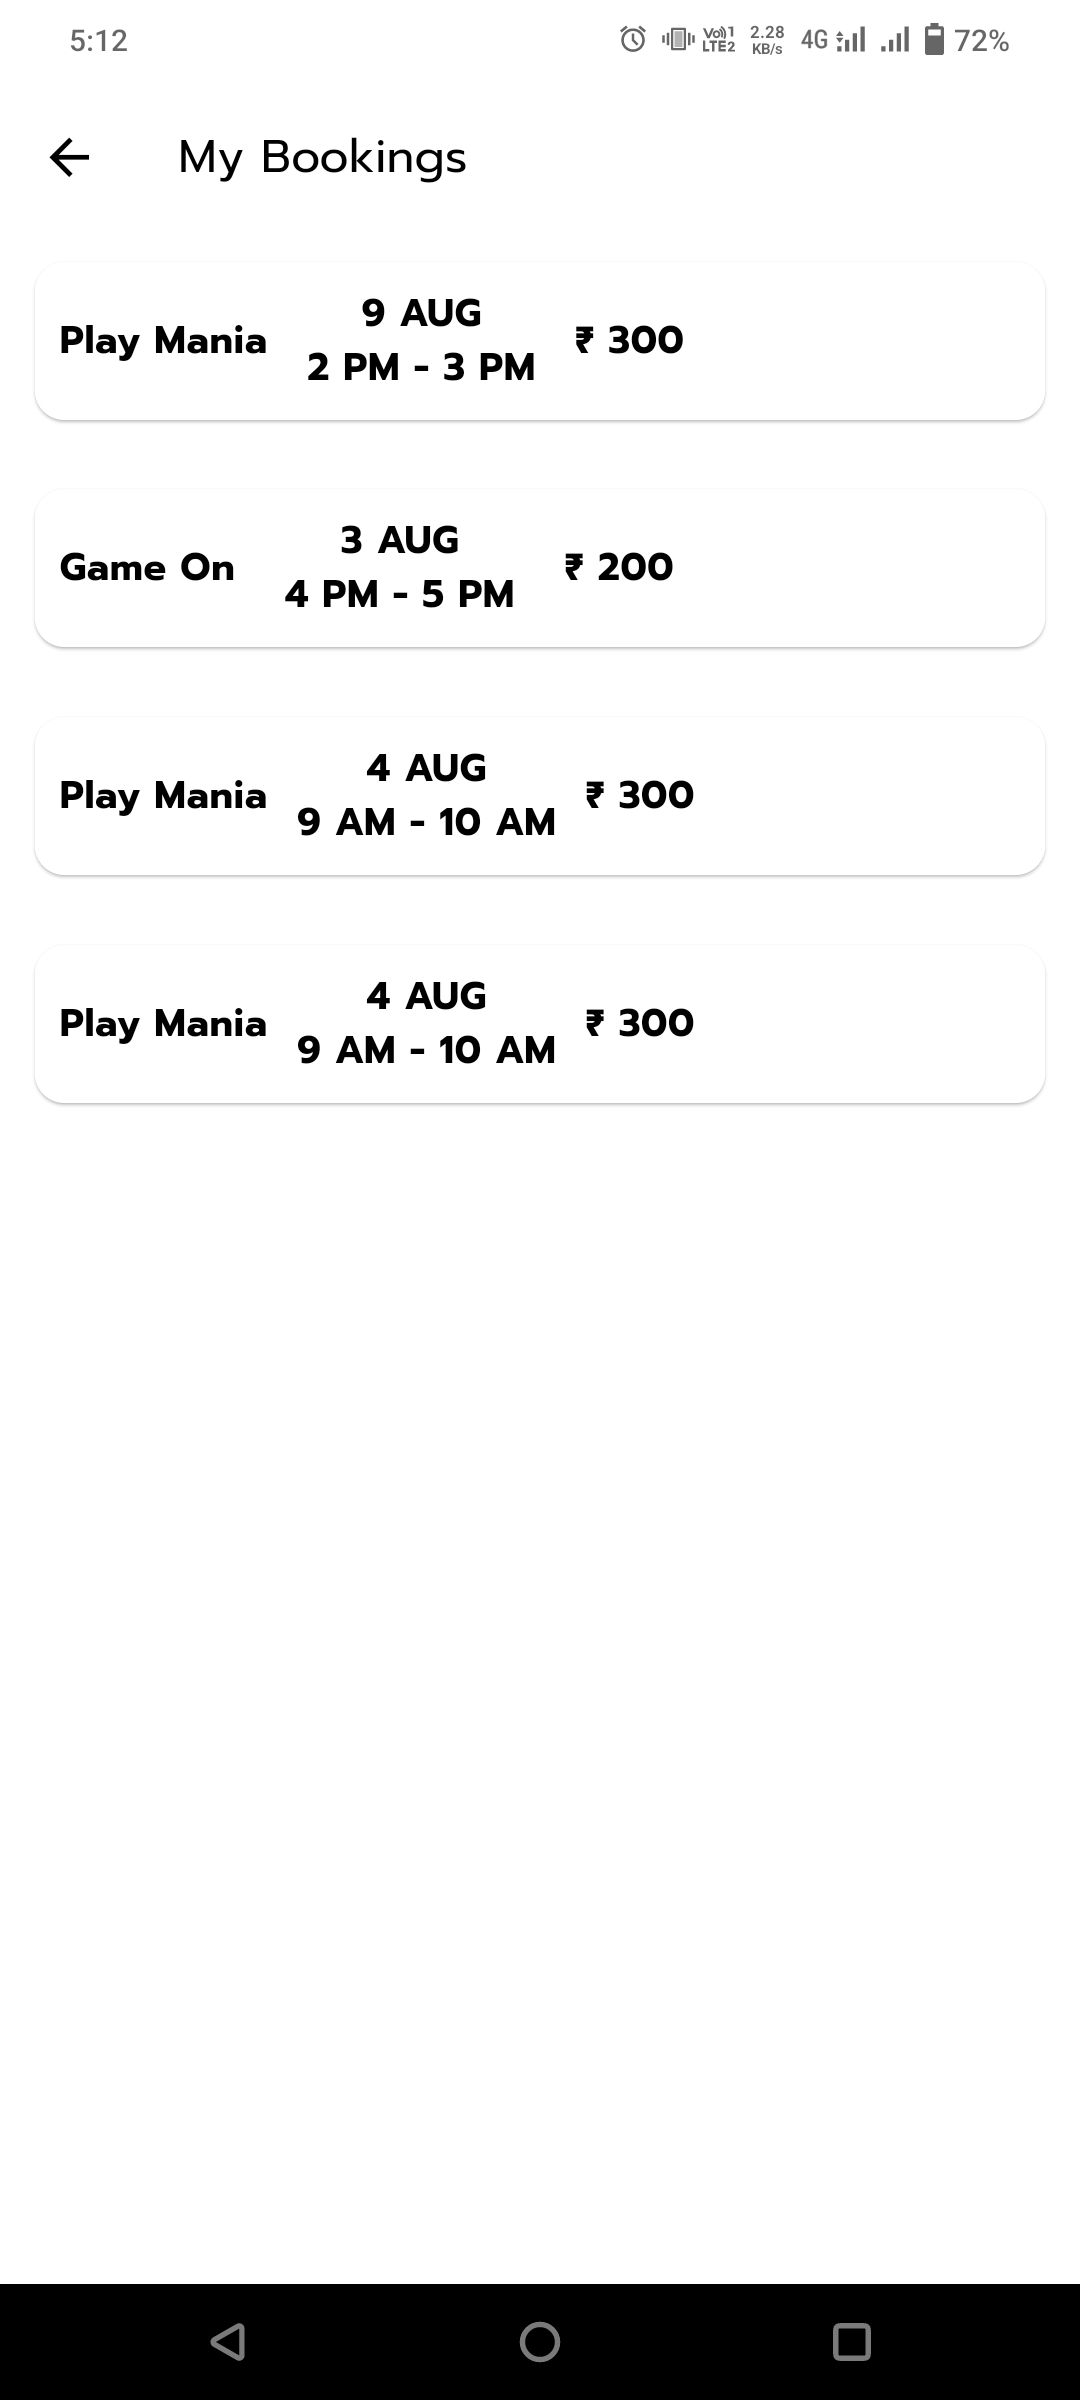 5:12
Vo)) 1
LTE2
2.28
KB/s
4G
72%
My Bookings
Play Mania
9 AUG
2 PM - 3 PM
₹ 300
Game On
3 AUG
4 PM - 5 PM
₹ 200
Play Mania
4 AUG
9 AM - 10 AM
₹ 300
Play Mania
4 AUG
9 AM - 10 AM
₹ 300